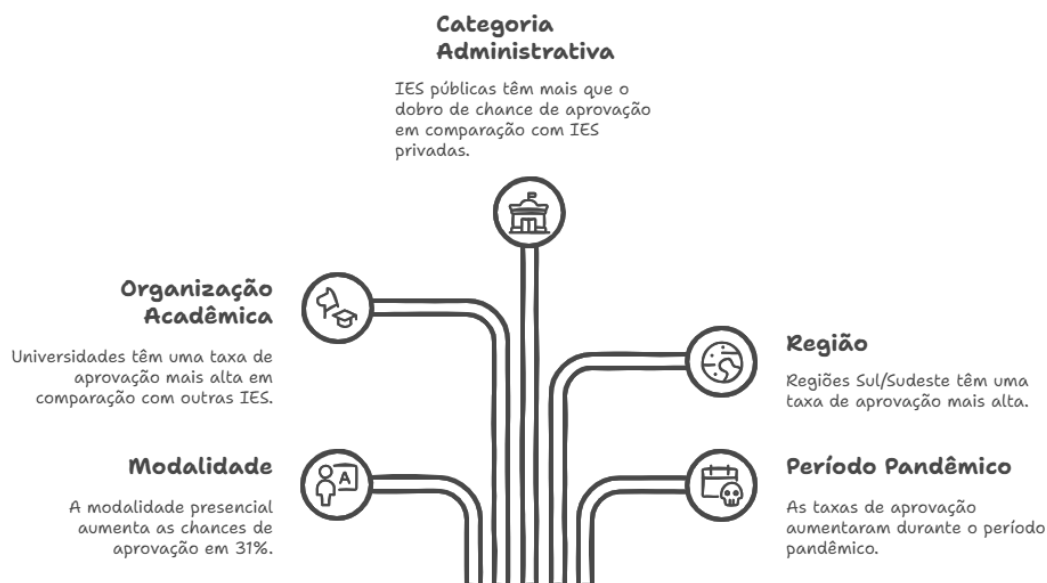 Categoria
Administrativa
IES públicas têm mais que o
dobro de chance de aprovação
em comparação com IES
privadas.
Organização
Acadêmica
Universidades têm uma taxa de
aprovação mais alta em
comparação com outras IES.
Região
Regiões Sul/Sudeste têm uma
taxa de aprovação mais alta.
Modalidade
A modalidade presencial
aumenta as chances de
aprovação em 31%.
A
Período Pandêmico
As taxas de aprovação
aumentaram durante o período
pandêmico.